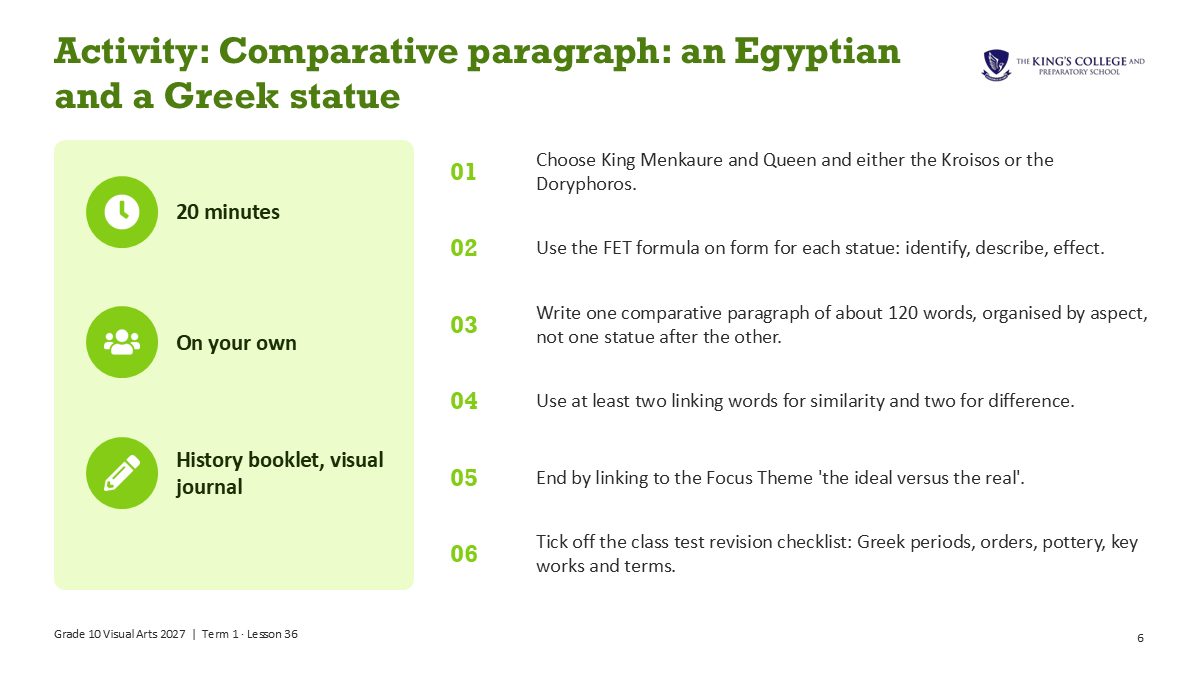 Activity: Comparative paragraph: an Egyptian
and a Greek statue
THE KING'S COLLEGE AND
PREPARATORY SCHOOL
20 minutes
On your own
History booklet, visual
journal
01
Choose King Menkaure and Queen and either the Kroisos or the
Doryphoros.
02
Use the FET formula on form for each statue: identify, describe, effect.
03
Write one comparative paragraph of about 120 words, organised by aspect,
not one statue after the other.
04
Use at least two linking words for similarity and two for difference.
05
End by linking to the Focus Theme 'the ideal versus the real'.
06
Tick off the class test revision checklist: Greek periods, orders, pottery, key
works and terms.
Grade 10 Visual Arts 2027 | Term 1 · Lesson 36
6